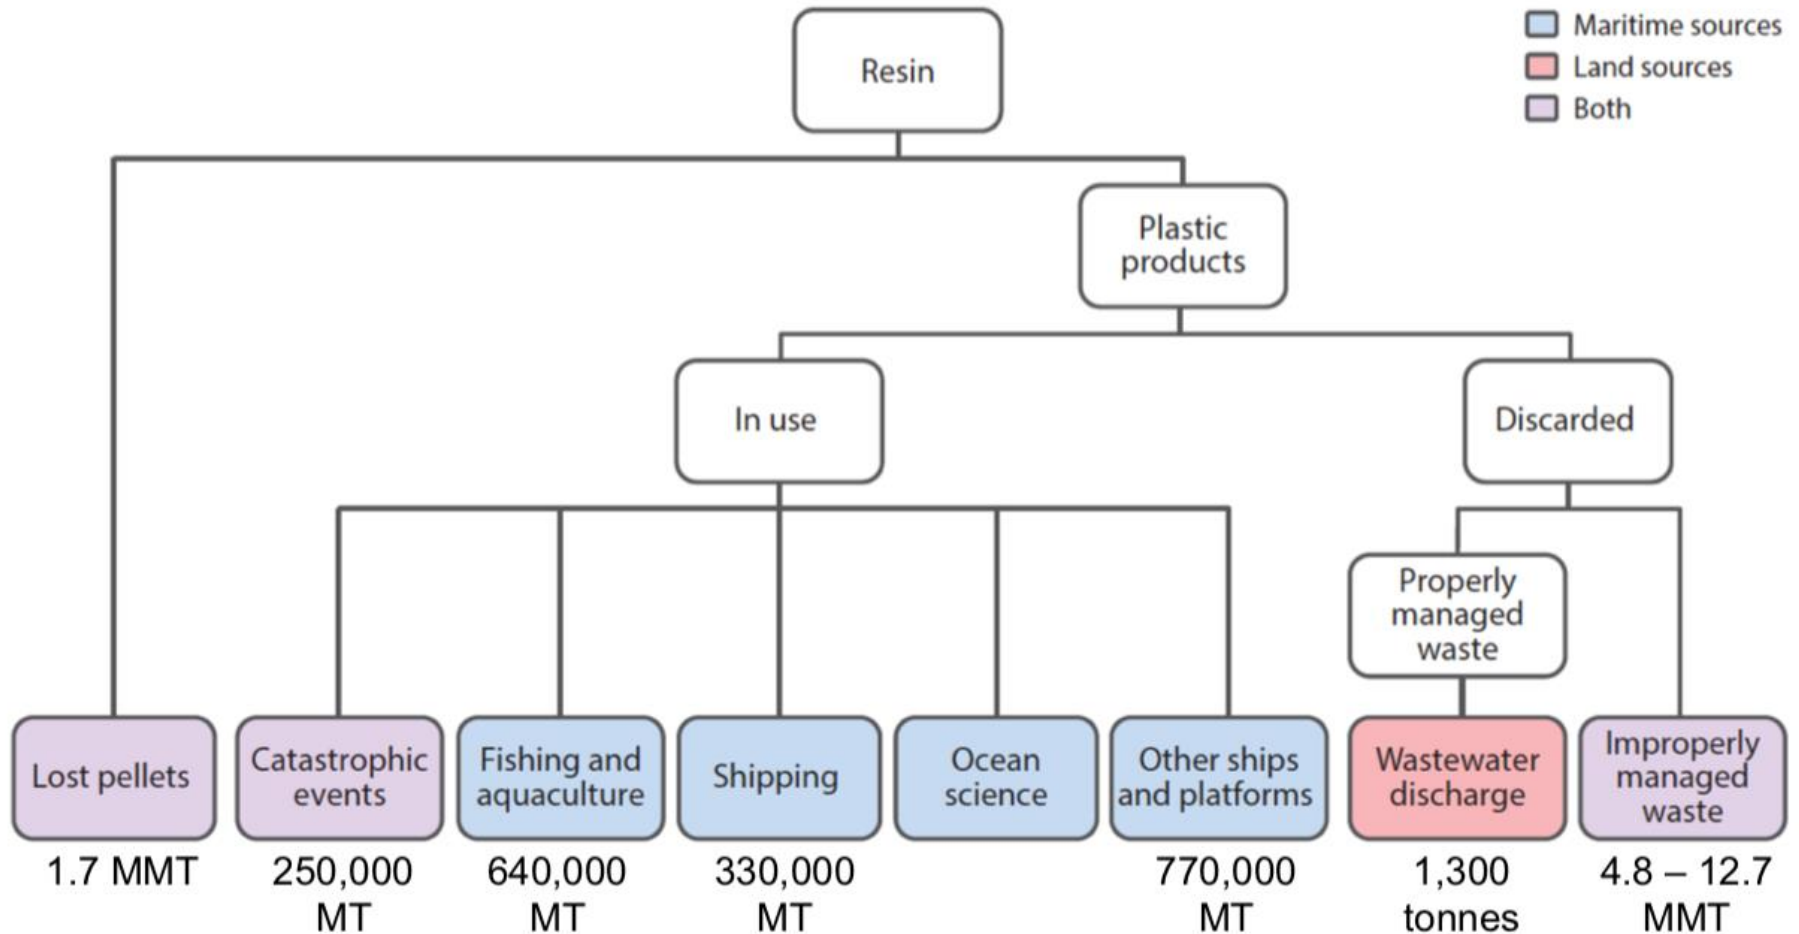 Resin
Maritime sources
Land sources
Both
Plastic
products
In use
Discarded
Properly
managed
waste
Lost pellets
Catastrophic
events
Fishing and
aquaculture
Shipping
Ocean
science
Other ships
and platforms
Wastewater
discharge
Improperly
managed
waste
1.7 MMT
250,000
MT
640,000
MT
330,000
MT
770,000
MT
1,300
tonnes
4.8 – 12.7
MMT